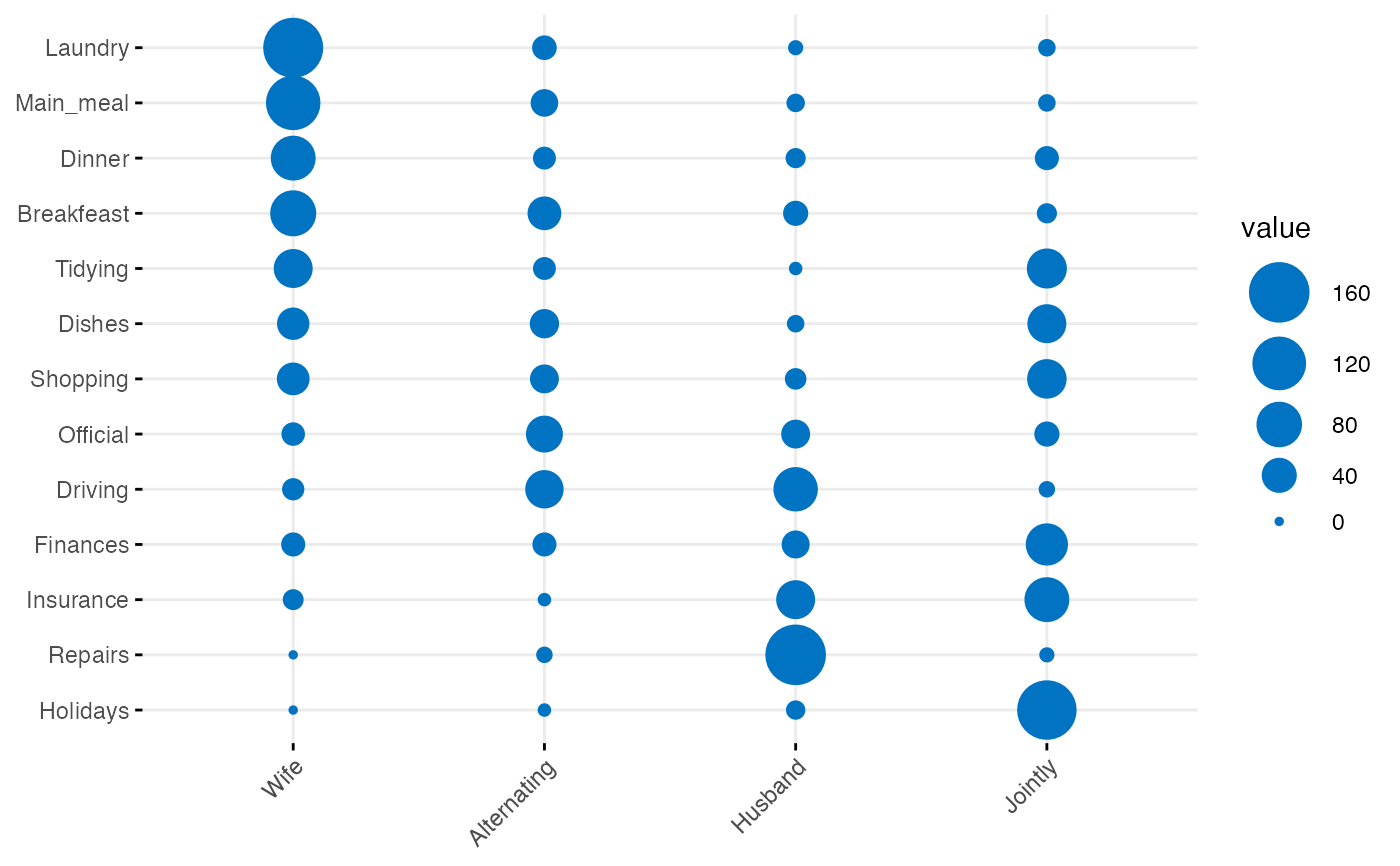 Laundry
Main_meal
Dinner
Breakfeast
Tidying
Dishes
Shopping
Official
Driving
Finances
Insurance
Repairs
Holidays
Wife
Alternating
Husband
Jointly
value
160
120
80
40
0